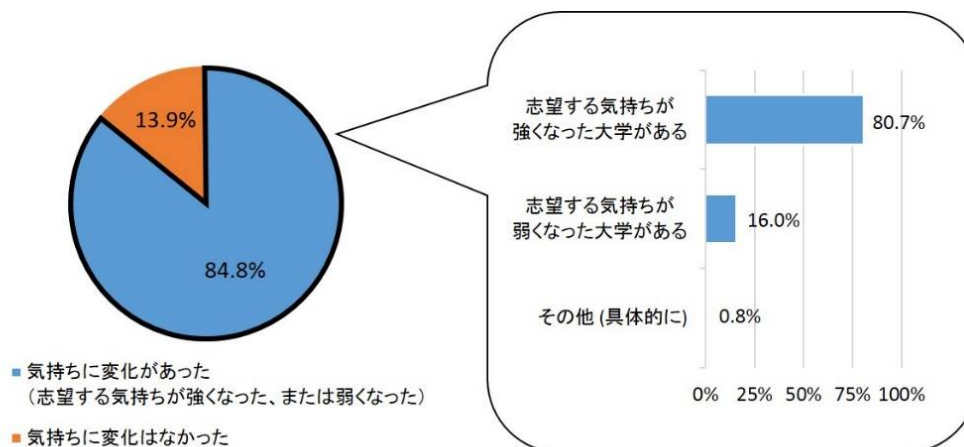 13.9%
84.8%
■ 気持ちに変化があった
（志望する気持ちが強くなった、または弱くなった）
■ 気持ちに変化はなかった
志望する気持ちが
強くなった大学がある
80.7%
志望する気持ちが
弱くなった大学がある
16.0%
その他 (具体的に)
0.8%
0% 25% 50% 75% 100%